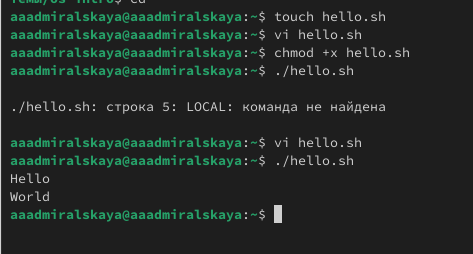 aaadmiralskaya@aaadmiralskaya:~$ touch hello.sh
aaadmiralskaya@aaadmiralskaya:~$ vi hello.sh
aaadmiralskaya@aaadmiralskaya:~$ chmod +x hello.sh
aaadmiralskaya@aaadmiralskaya:~$ ./hello.sh
./hello.sh: строка 5: LOCAL: команда не найдена
aaadmiralskaya@aaadmiralskaya:~$ vi hello.sh
aaadmiralskaya@aaadmiralskaya:~$ ./hello.sh
Hello
World
aaadmiralskaya@aaadmiralskaya:~$